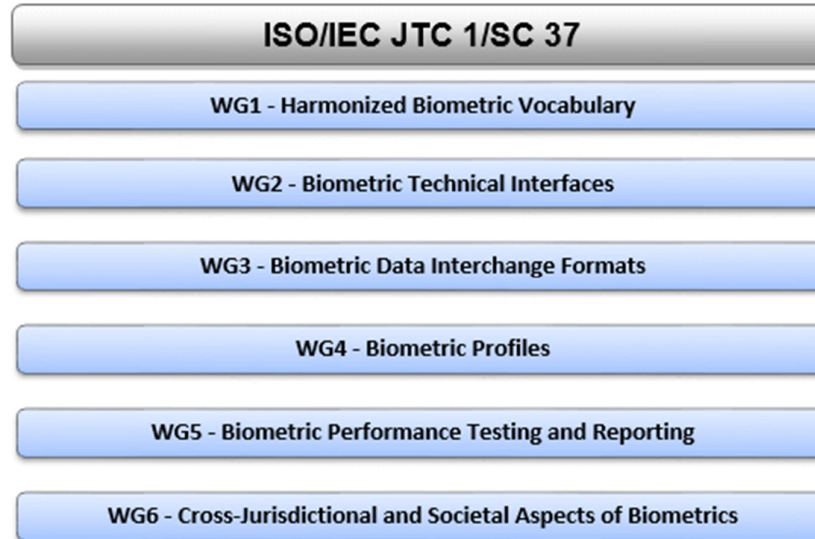 ISO/IEC JTC 1/SC 37
WG1 - Harmonized Biometric Vocabulary
WG2 - Biometric Technical Interfaces
WG3 - Biometric Data Interchange Formats
WG4 - Biometric Profiles
WG5 - Biometric Performance Testing and Reporting
WG6 - Cross-Jurisdictional and Societal Aspects of Biometrics